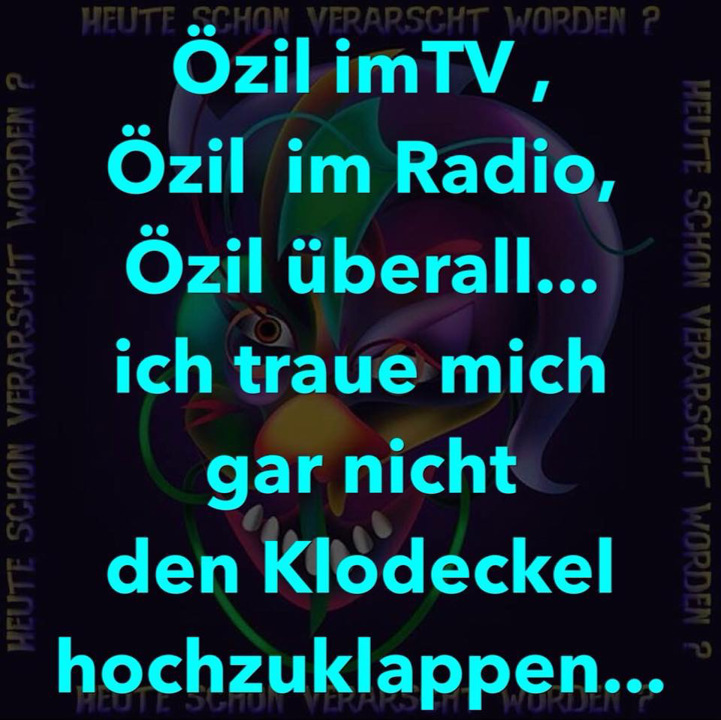 HEUTE SCHON VERARSCHT WORDEN ?
Özil imTV ,
Özil im Radio,
Özil überall...
ich traue mich
gar nicht
den Klodeckel
hochzuklappen...
HEUTE SCHON VERARSCHT WORDEN ?
HEUTE SCHON VERARSCHT WORDEN ?
HEUTE SCHON VERARSCHT WORDEN ?